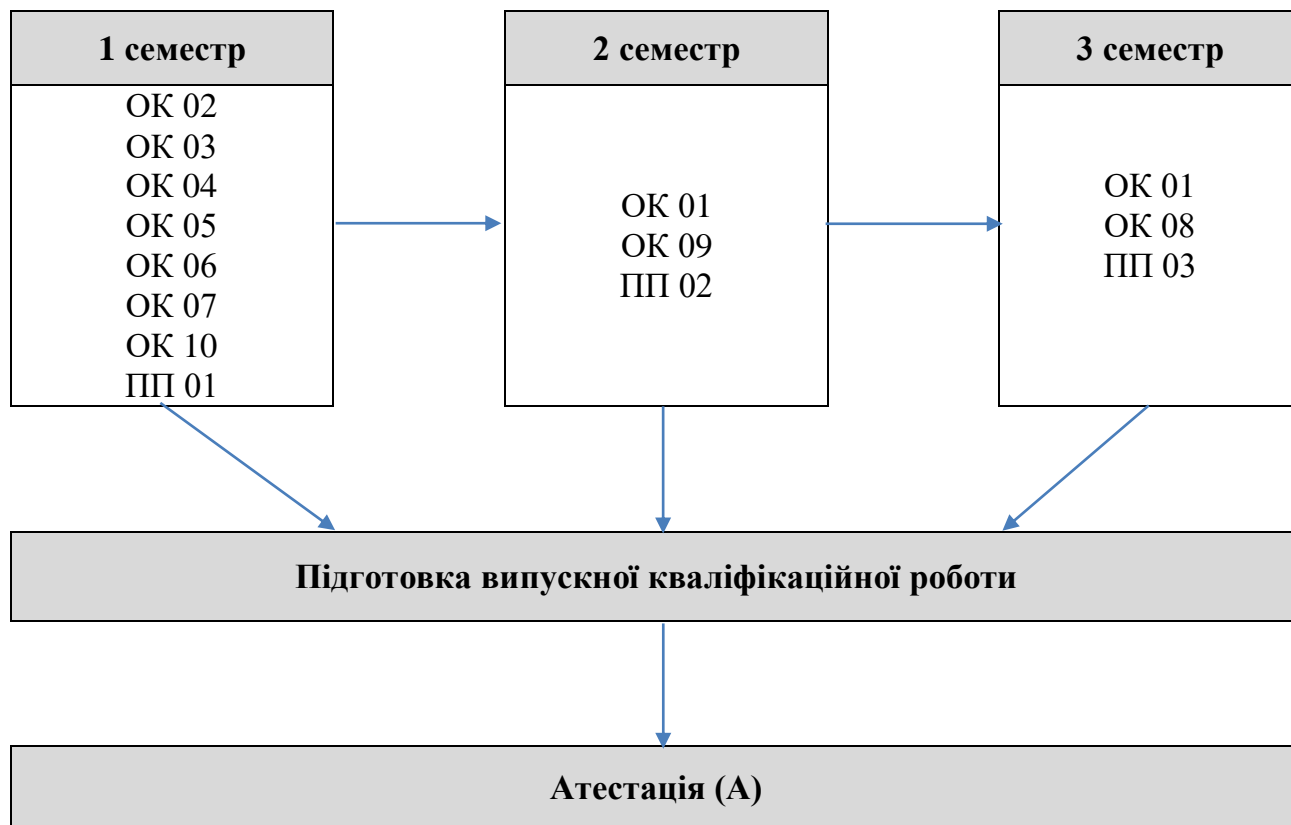 1 семестр
ОК 02
ОК 03
ОК 04
ОК 05
ОК 06
ОК 07
ОК 10
ПП 01
2 семестр
ОК 01
ОК 09
ПП 02
3 семестр
ОК 01
ОК 08
ПП 03
Підготовка випускної кваліфікаційної роботи
Атестація (А)